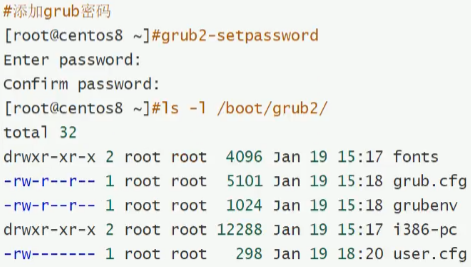 #添加grub密码
[root@centos8 ~]#grub2-setpassword
Enter password:
Confirm password:
[root@centos8 ~]#ls -l /boot/grub2/
total 32
drwxr-xr-x 2 root root  4096 Jan 19 15:17 fonts
-rw-r--r-- 1 root root  5101 Jan 19 15:18 grub.cfg
-rw-r--r-- 1 root root  1024 Jan 19 15:18 grubenv
drwxr-xr-x 2 root root 12288 Jan 19 15:17 i386-pc
-rw------- 1 root root   298 Jan 19 18:20 user.cfg